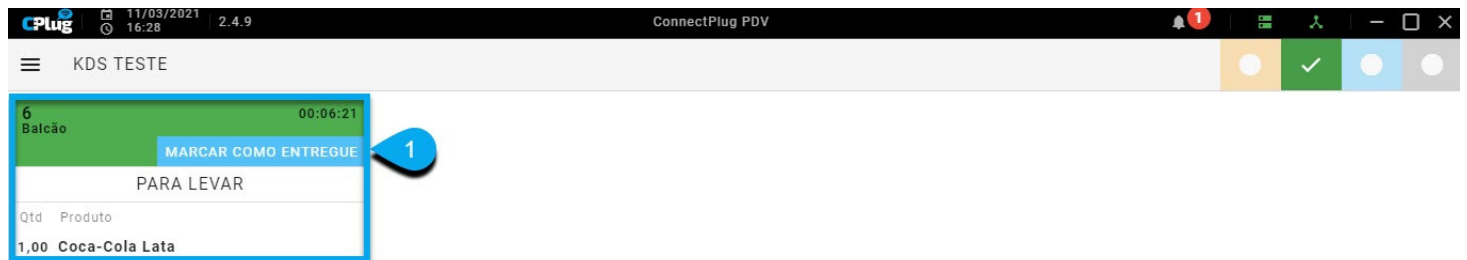 CPlug 11/03/2021 16:28 2.4.9 ConnectPlug PDV 1
KDS TESTE
6 00:06:21
Balcão
MARCAR COMO ENTREGUE 1
PARA LEVAR
Qtd Produto
1,00 Coca-Cola Lata